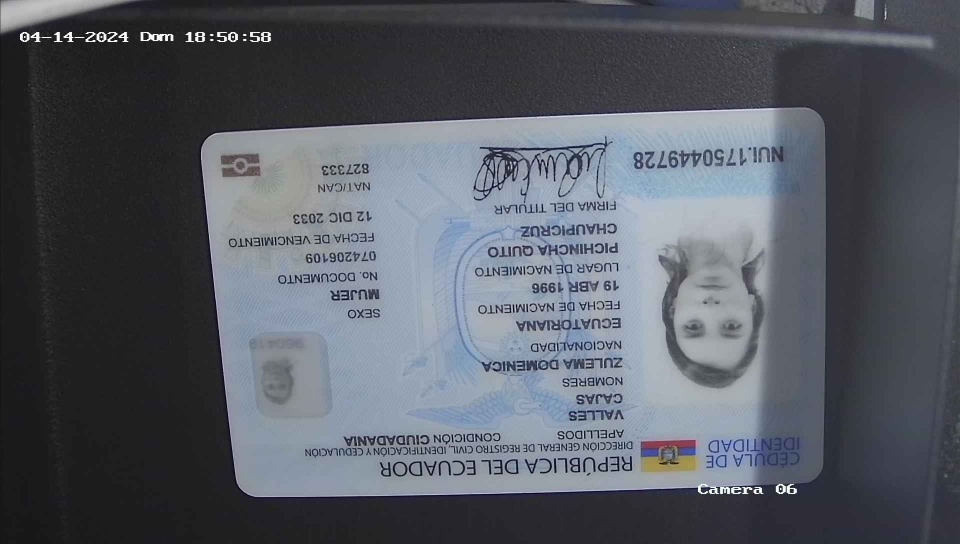 04-14-2024 Dom 18:50:58
CÉDULA DE
IDENTIDAD
REPÚBLICA DEL ECUADOR
DIRECCIÓN GENERAL DE REGISTRO CIVIL, IDENTIFICACIÓN Y CEDULACIÓN
APELLIDOS
CONDICIÓN CIUDADANÍA
VALLES
CAJAS
NOMBRES
ZULEMA DOMENICA
NACIONALIDAD
ECUATORIANA
FECHA DE NACIMIENTO
19 ABR 1996
LUGAR DE NACIMIENTO
PICHINCHA QUITO
CHAUPICRUZ
FIRMA DEL TITULAR
SEXO
MUJER
No. DOCUMENTO
074206109
FECHA DE VENCIMIENTO
12 DIC 2033
NAT/CAN
827333
NUI.1750449728
Camera 06